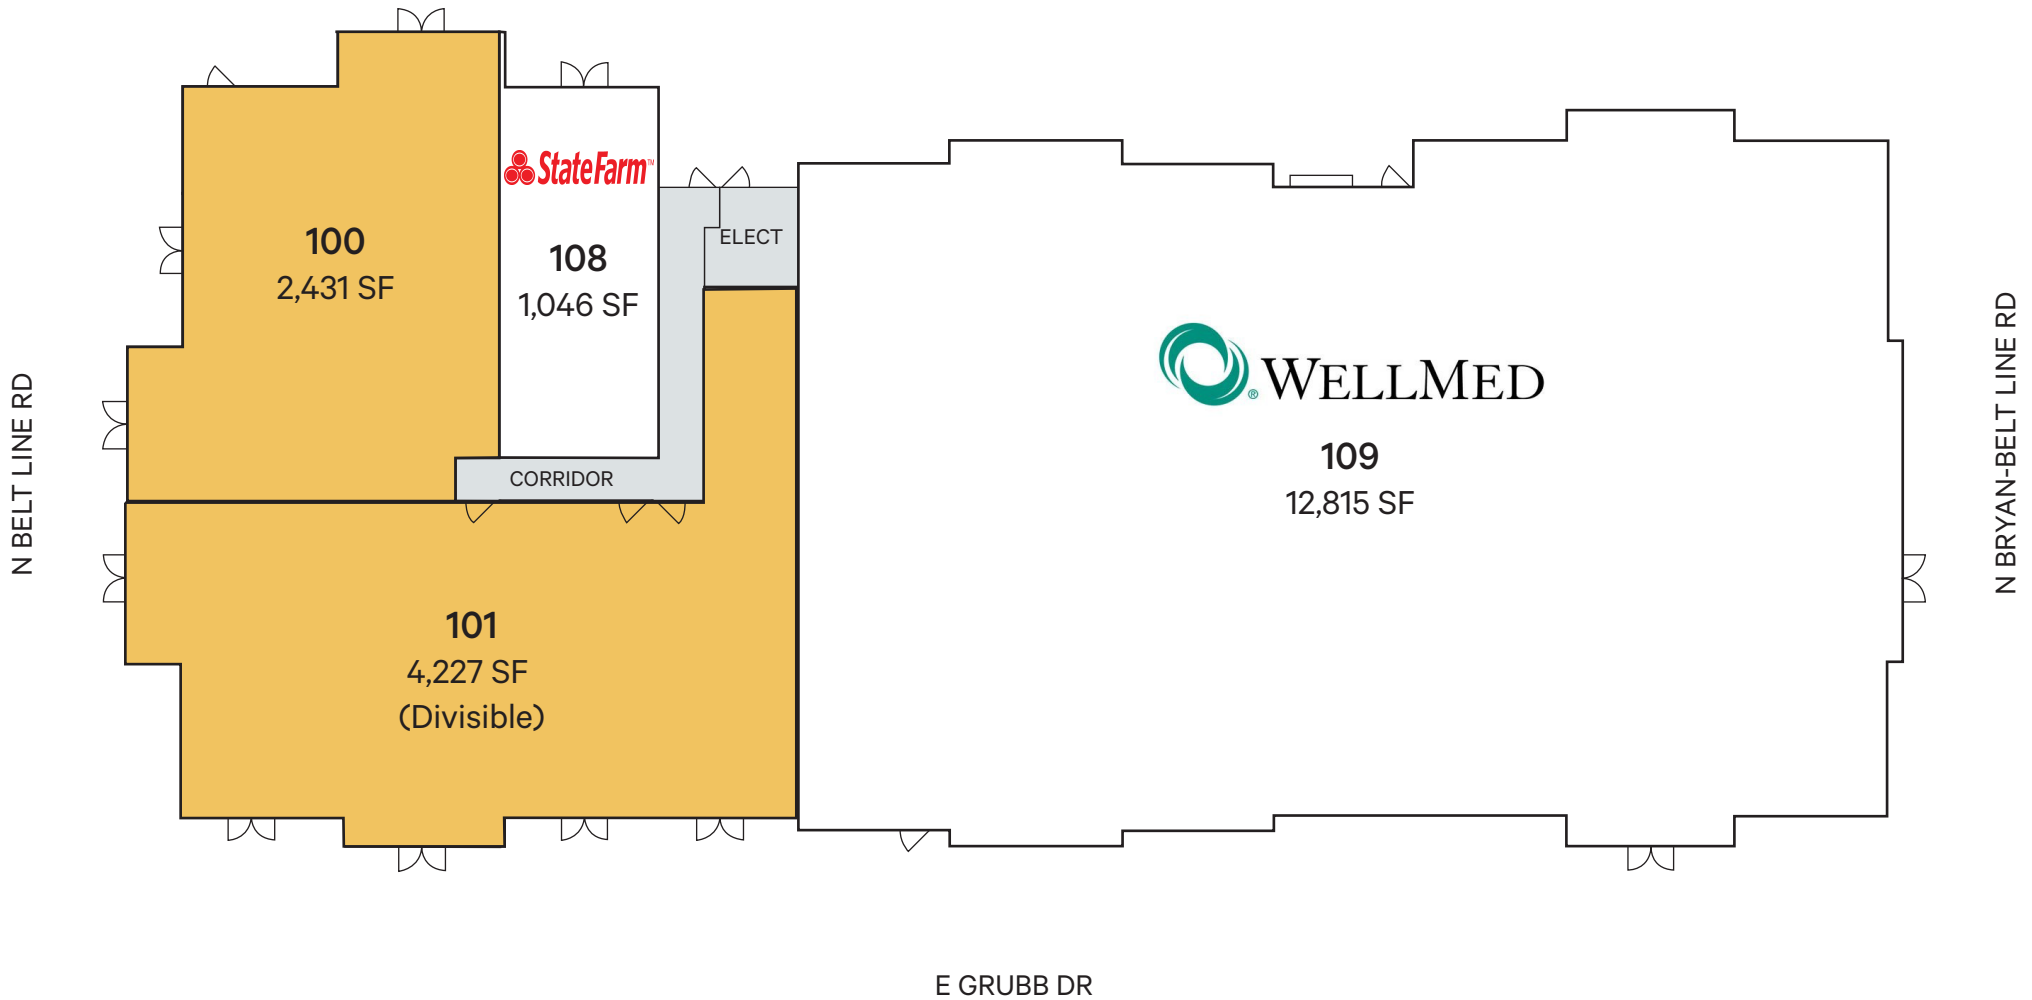 StateFarm™
ELECT
100
2,431 SF
108
1,046 SF
CORRIDOR
101
4,227 SF
(Divisible)
WELLMED®
109
12,815 SF
N BELT LINE RD
N BRYAN-BELT LINE RD
E GRUBB DR